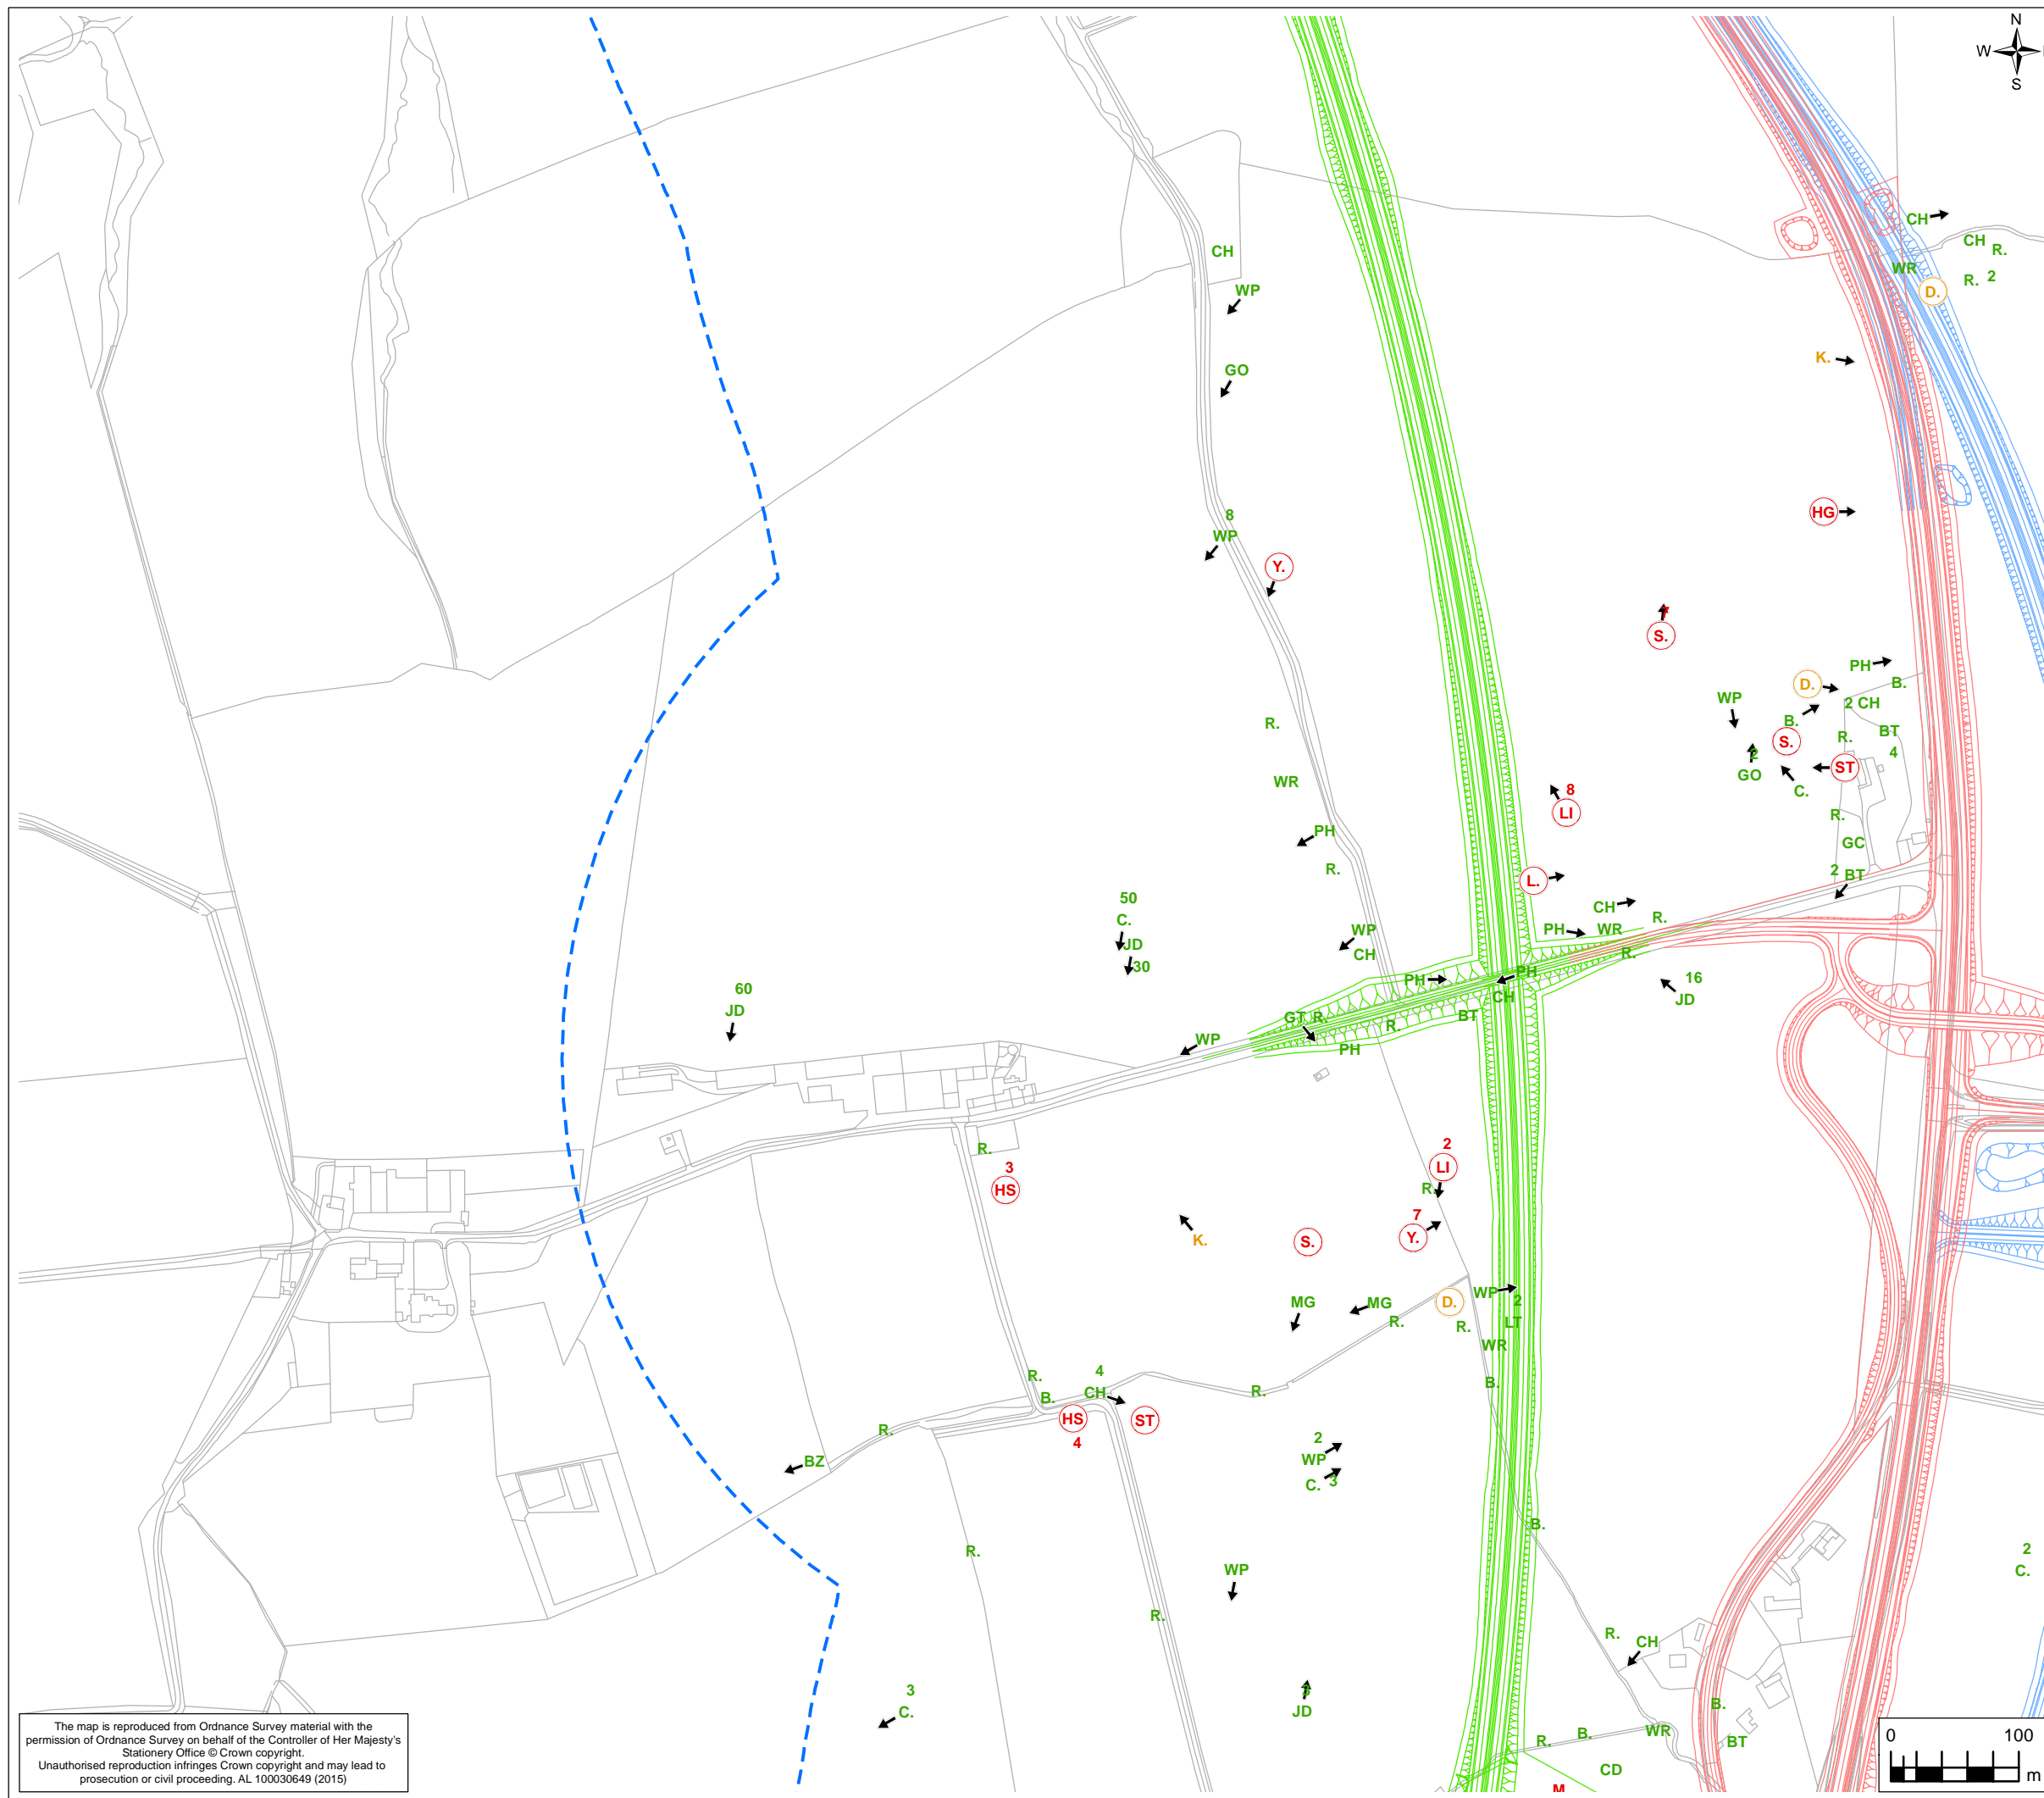 N
W
S
CH
CH
CH
R.
WR
R. 2
WP
D.
K.
GO
HG
8
WP
Y.
S.
PH
D.
B.
WP
2 CH
B.
R.
WR
R.
BT
S.
4
2
GO
ST
C.
8
LI
R.
PH
GC
R.
2
BT
L.
50
C.
CH
R.
WP
PH
WR
JD
CH
R.
30
PH
PH
16
JD
60
JD
CH
GT R.
R.
BT
WP
PH
2
LI
R.
3
HS
R.
7
Y.
K.
S.
WP
2
D.
MG
MG
R.
R.
LT
WR
4
R.
CH
B.
R.
B.
HS
ST
4
R.
2
WP
BZ
C. 3
B.
R.
2
C.
WP
R.
R.
CH
3
C.
3
JD
B.
R.
B.
WR
BT
CD
M
The map is reproduced from Ordnance Survey material with the
permission of Ordnance Survey on behalf of the Controller of Her Majesty's
Stationery Office © Crown copyright.
Unauthorised reproduction infringes Crown copyright and may lead to
prosecution or civil proceeding. AL 100030649 (2015)
0 100
m